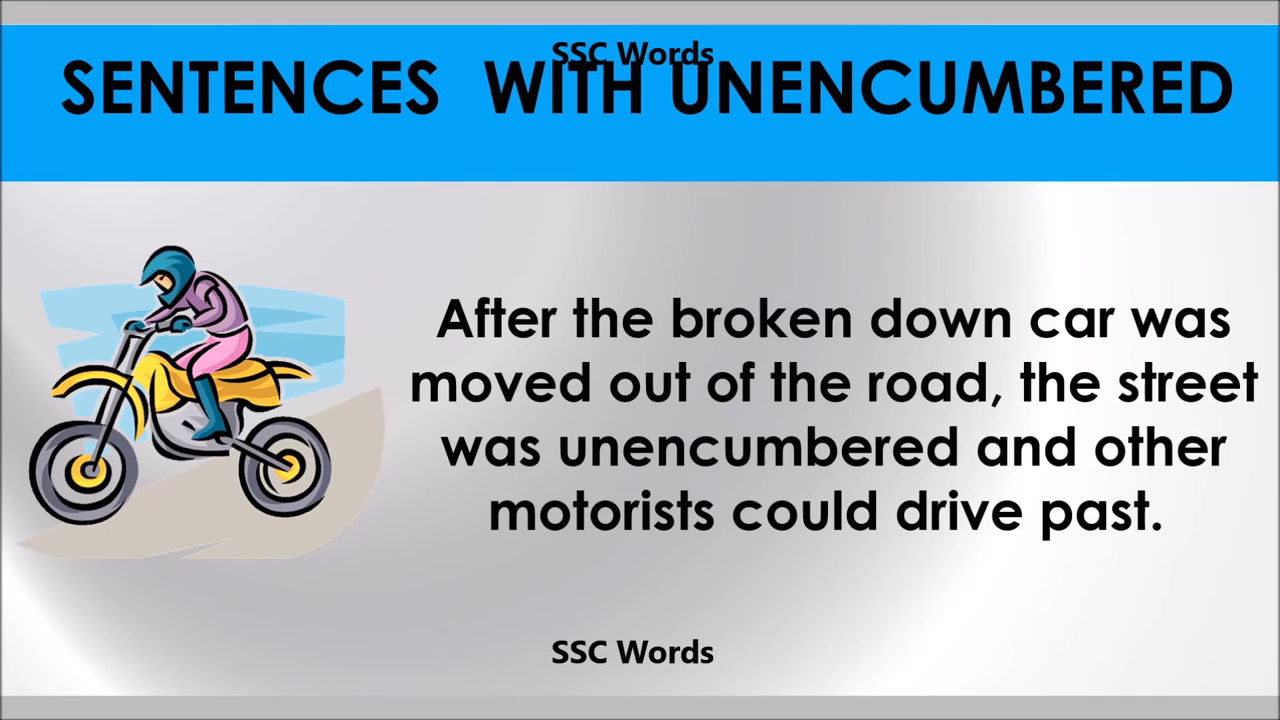 SSC Words
SENTENCES WITH UNENCUMBERED
After the broken down car was
moved out of the road, the street
was unencumbered and other
motorists could drive past.
SSC Words